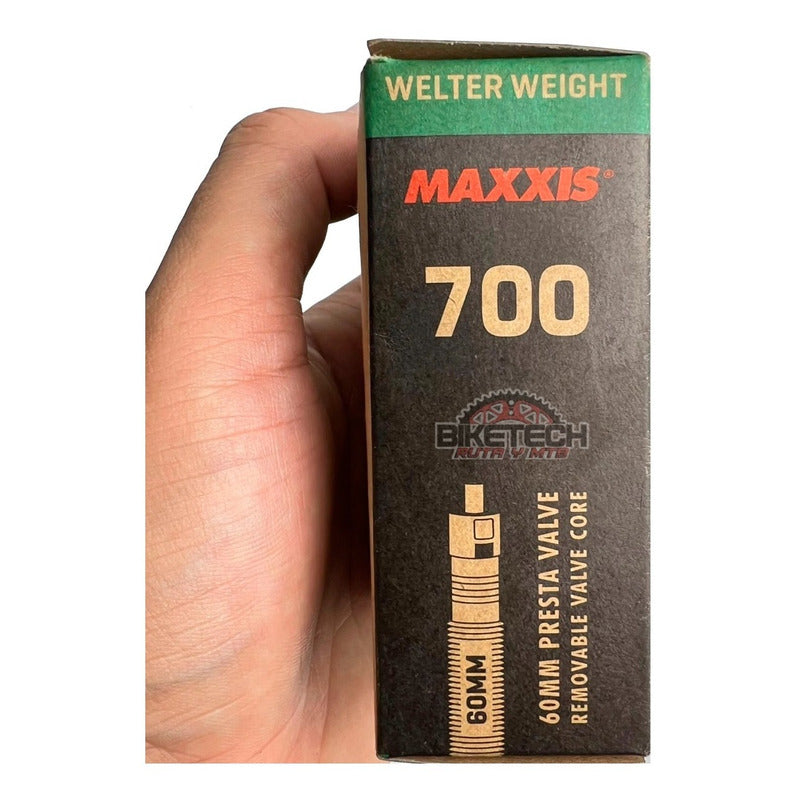 WELTER WEIGHT
MAXXIS®
700
BIKETECH
RUTA Y MTB
60MM
60MM PRESTA VALVE
REMOVABLE VALVE CORE